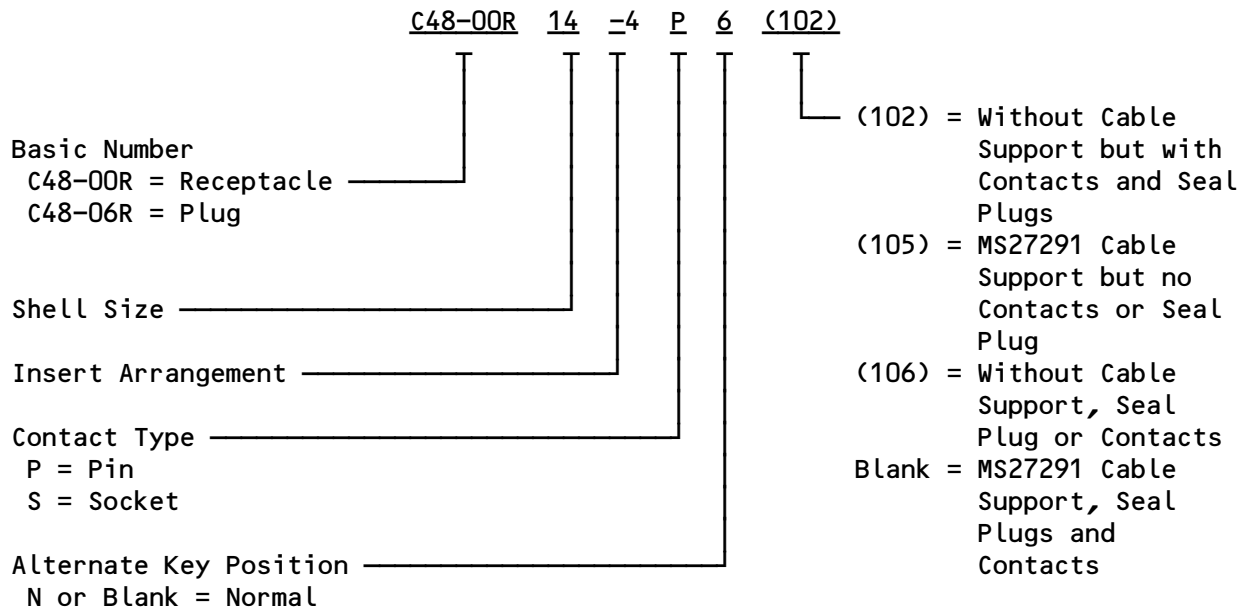 C48-00R 14 -4 P 6 (102)
Basic Number
C48-00R = Receptacle
C48-06R = Plug
Shell Size
Insert Arrangement
Contact Type
P = Pin
S = Socket
Alternate Key Position
N or Blank = Normal
(102) = Without Cable
Support but with
Contacts and Seal
Plugs
(105) = MS27291 Cable
Support but no
Contacts or Seal
Plug
(106) = Without Cable
Support, Seal
Plug or Contacts
Blank = MS27291 Cable
Support, Seal
Plugs and
Contacts